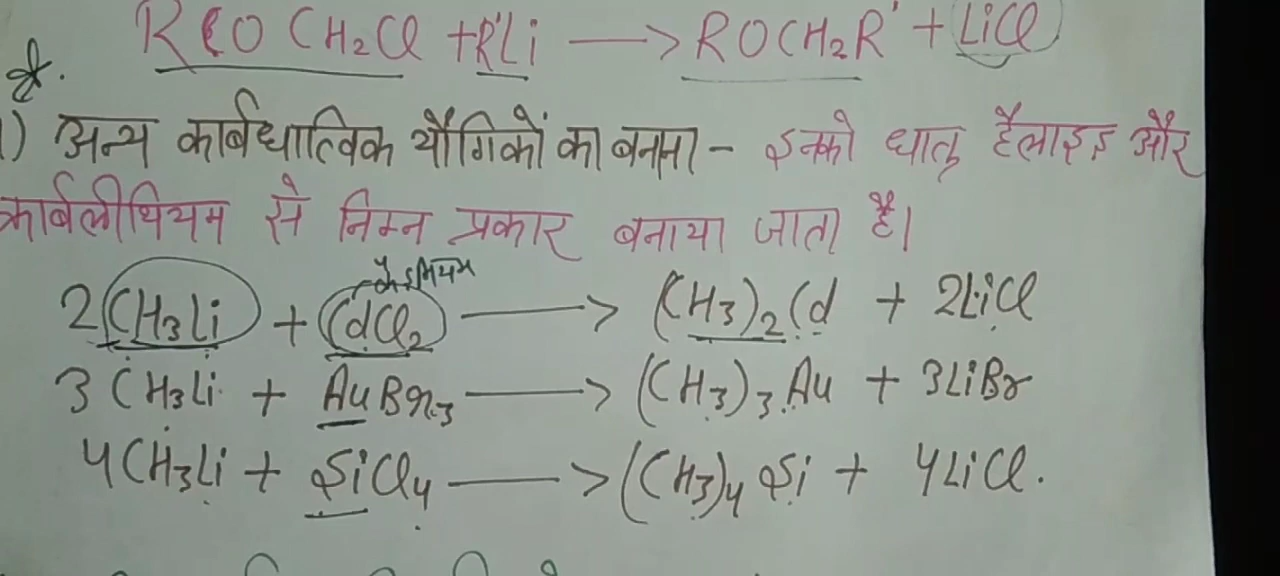 ROCH₂Cl + R'Li → ROCH₂R' + LiCl
है.
1) अन्य कार्बधात्विक यौगिकों का बनना - इनको धातु हैलाइड और
कार्बलीथियम से निम्न प्रकार बनाया जाता है।
कैडमियम
2CH₃Li + CdCl₂ → (CH₃)₂Cd + 2LiCl
3CH₃Li + AuBr₃ → (CH₃)₃Au + 3LiBr
4CH₃Li + SiCl₄ → (CH₃)₄Si + 4LiCl.